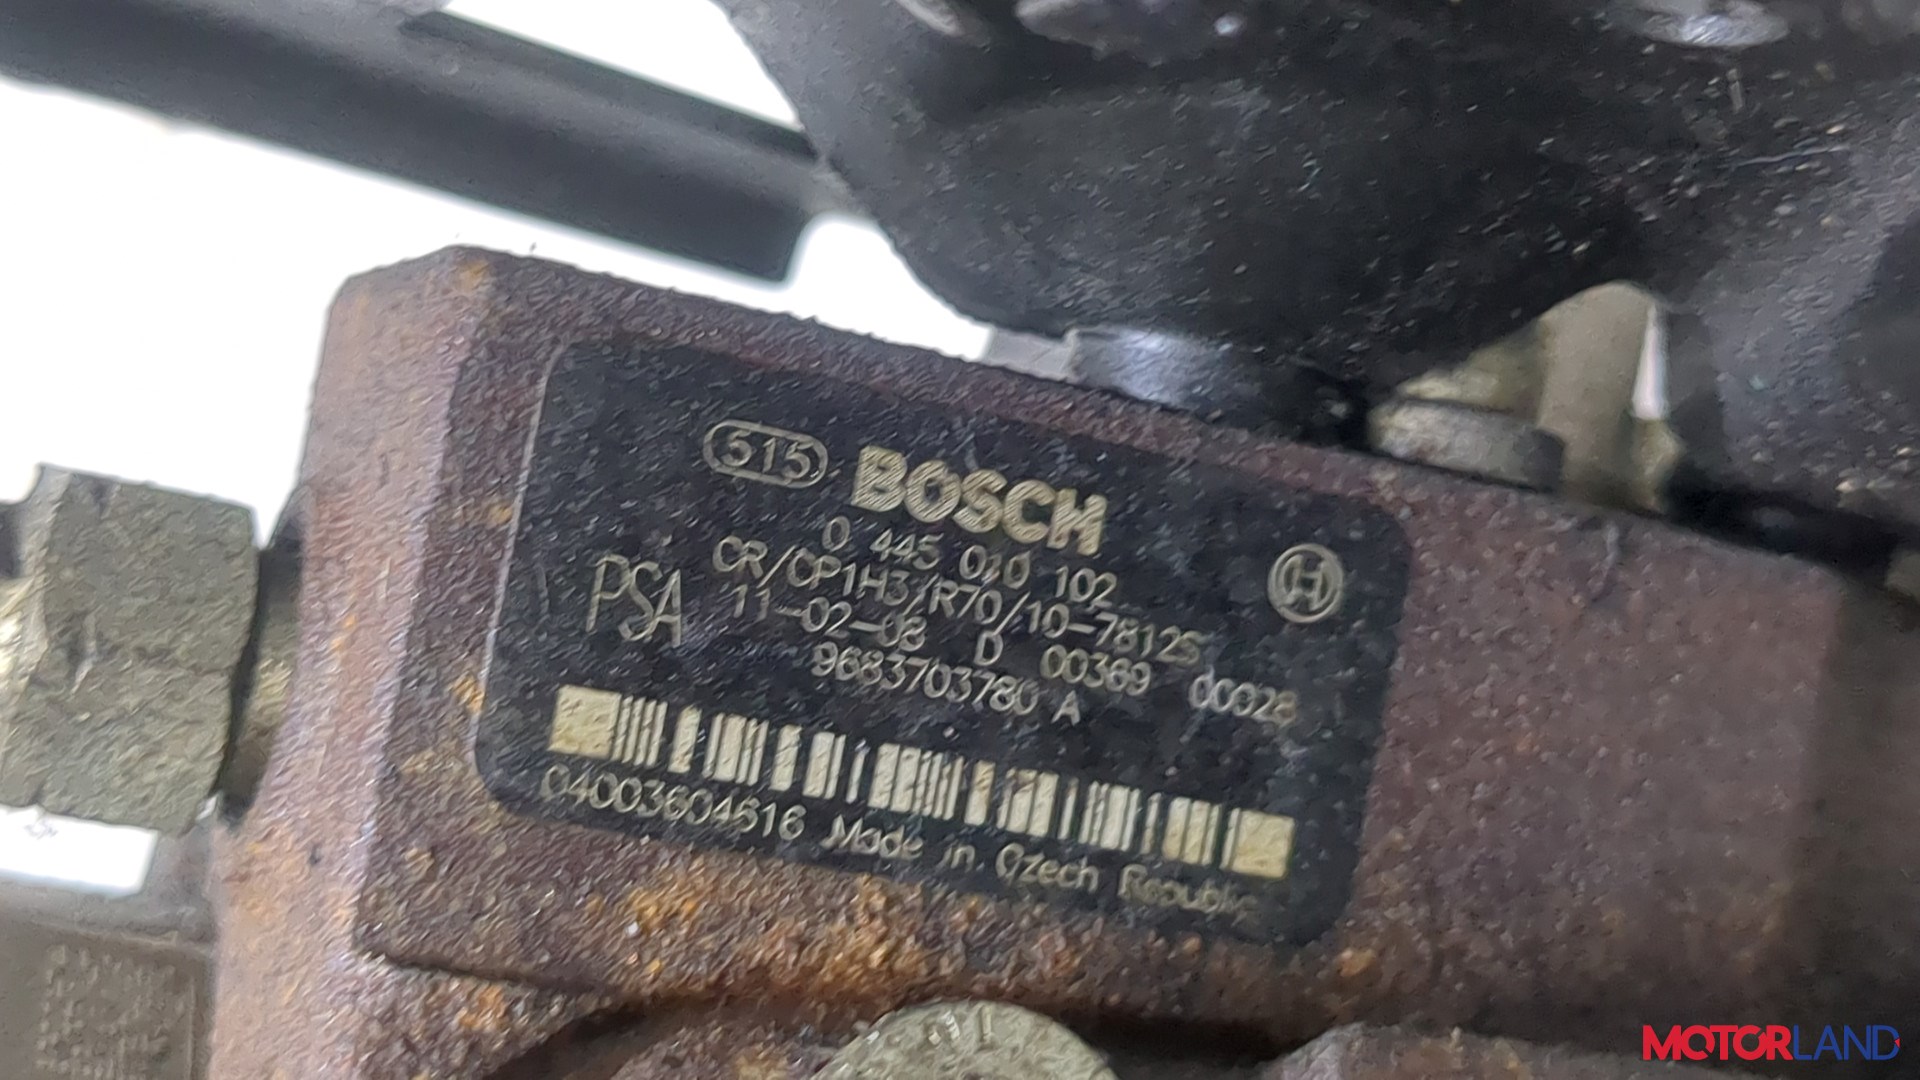 515 BOSCH
0 445 010 102
PSA CR/CP1H3/R70/10-7812S
11-02-08 D 00369 00028
9683703780 A
04003604516 Made in Czech Republic
MOTORLAND